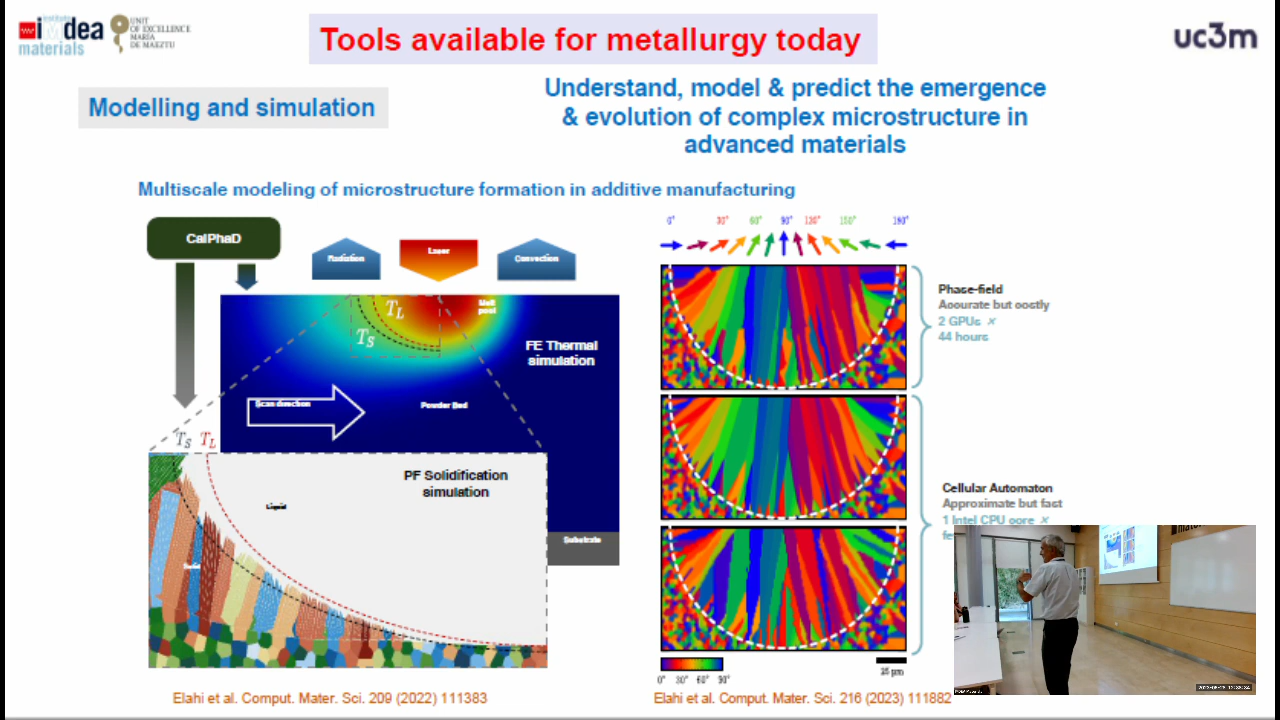 institute
iMdea
materials
UNIT
OF EXCELLENCE
MARÍA
DE MAEZTU
Tools available for metallurgy today
uc3m
Modelling and simulation
Understand, model & predict the emergence
& evolution of complex microstructure in
advanced materials
Multiscale modeling of microstructure formation in additive manufacturing
CalPhaD
Radiation
Laser
Convection
Melt
pool
TL
TS
FE Thermal
simulation
Scan direction
Powder Bed
TS TL
PF Solidification
simulation
Liquid
Solid
Substrate
0° 30° 60° 90° 120° 150° 180°
Phase-field
Accurate but costly
2 GPUs ×
44 hours
Cellular Automaton
Approximate but fast
1 Intel CPU core ×
0° 30° 60° 90°
25 µm
Elahi et al. Comput. Mater. Sci. 209 (2022) 111383
Elahi et al. Comput. Mater. Sci. 216 (2023) 111882